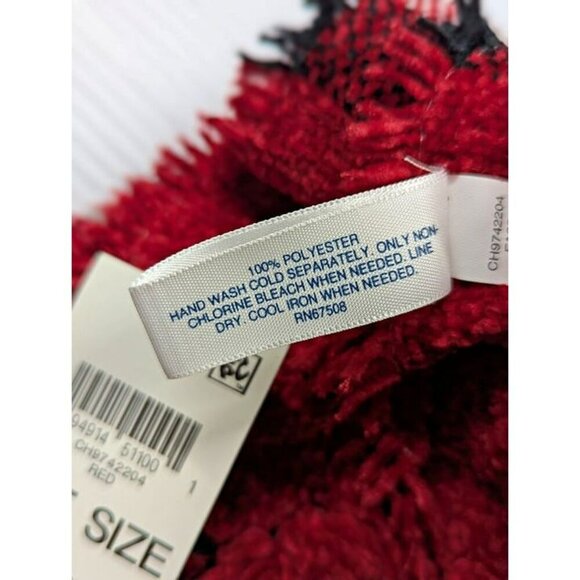 100% POLYESTER
HAND WASH COLD SEPARATELY. ONLY NON-
CHLORINE BLEACH WHEN NEEDED. LINE
DRY. COOL IRON WHEN NEEDED.
RN67508
CH9742204
94914 51100 1
CH9742204
RED
SIZE